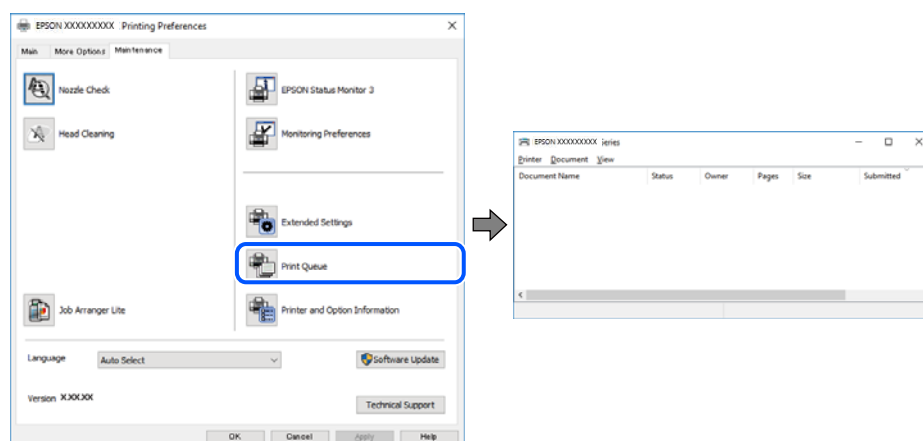 EPSON XXXXXXXXX Printing Preferences
Main More Options Maintenance
Nozzle Check
EPSON Status Monitor 3
Head Cleaning
Monitoring Preferences
Extended Settings
Print Queue
Job Arranger Lite
Printer and Option Information
Language Auto Select Software Update
Version X.XX.XX
Technical Support
OK Cancel Apply Help
EPSON XXXXXXXXX ieries
Printer Document View
Document Name Status Owner Pages Size Submitted